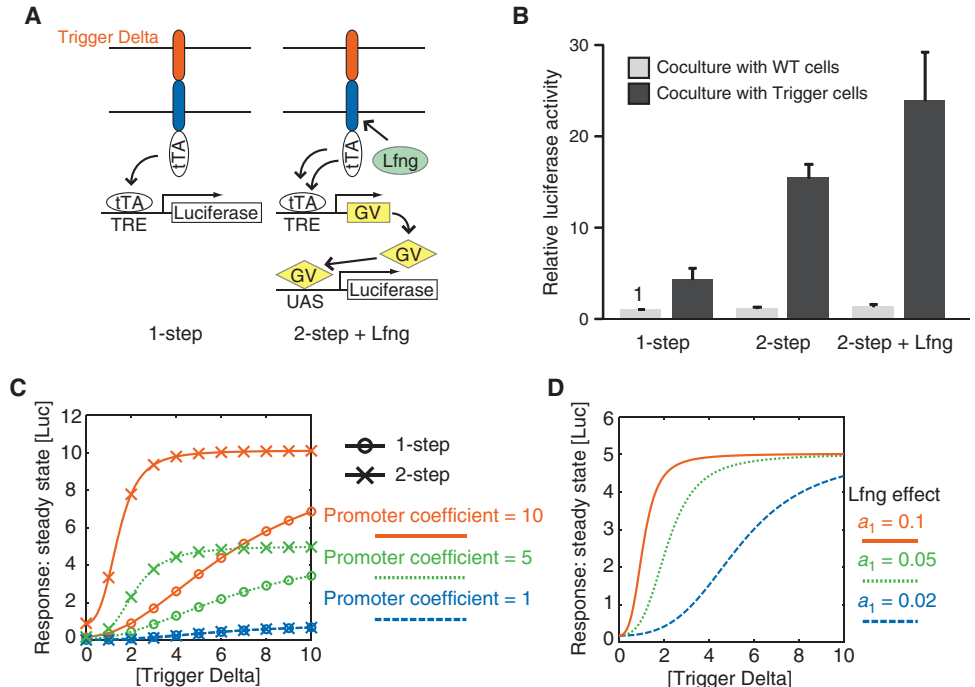 A
Trigger Delta
tTA
tTA
Lfng
tTA
TRE
Luciferase
tTA
TRE
GV
GV
GV
UAS
Luciferase
1-step
2-step + Lfng
B
Relative luciferase activity
30
20
10
0
Coculture with WT cells
Coculture with Trigger cells
1
1-step
2-step
2-step + Lfng
C
Response: steady state [Luc]
12
10
8
6
4
2
0
0 2 4 6 8 10
[Trigger Delta]
1-step
2-step
Promoter coefficient = 10
Promoter coefficient = 5
Promoter coefficient = 1
D
Response: steady state [Luc]
6
5
4
3
2
1
0
0 2 4 6 8 10
[Trigger Delta]
Lfng effect
a₁ = 0.1
a₁ = 0.05
a₁ = 0.02